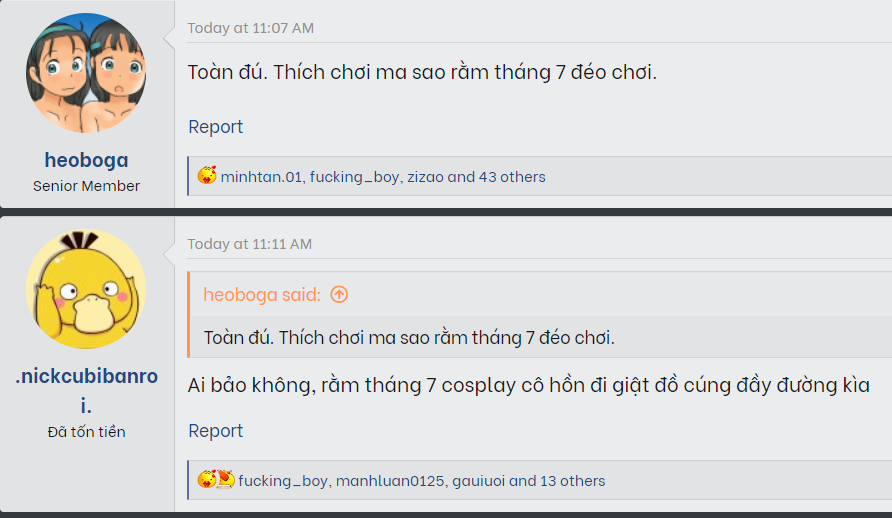 Today at 11:07 AM
Toàn đú. Thích chơi ma sao rằm tháng 7 đéo chơi.
Report
heoboga
Senior Member
minhtan.01, fucking_boy, zizao and 43 others
Today at 11:11 AM
heoboga said:
Toàn đú. Thích chơi ma sao rằm tháng 7 đéo chơi.
.nickcubibanro
i.
Đã tốn tiền
Ai bảo không, rằm tháng 7 cosplay cô hồn đi giật đồ cúng đầy đường kìa
Report
fucking_boy, manhluan0125, gauiuoi and 13 others